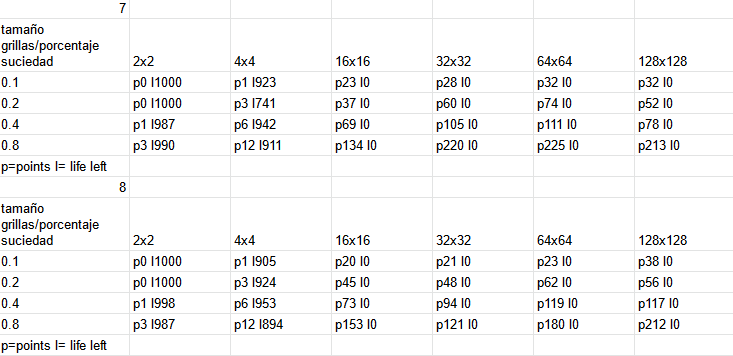 7
tamaño
grillas/porcentaje
suciedad 2x2 4x4 16x16 32x32 64x64 128x128
0.1 p0 l1000 p1 l923 p23 l0 p28 l0 p32 l0 p32 l0
0.2 p0 l1000 p3 l741 p37 l0 p60 l0 p74 l0 p52 l0
0.4 p1 l987 p6 l942 p69 l0 p105 l0 p111 l0 p78 l0
0.8 p3 l990 p12 l911 p134 l0 p220 l0 p225 l0 p213 l0
p=points l= life left
8
tamaño
grillas/porcentaje
suciedad 2x2 4x4 16x16 32x32 64x64 128x128
0.1 p0 l1000 p1 l905 p20 l0 p21 l0 p23 l0 p38 l0
0.2 p0 l1000 p3 l924 p45 l0 p48 l0 p62 l0 p56 l0
0.4 p1 l998 p6 l953 p73 l0 p94 l0 p119 l0 p117 l0
0.8 p3 l987 p12 l894 p153 l0 p121 l0 p180 l0 p212 l0
p=points l= life left